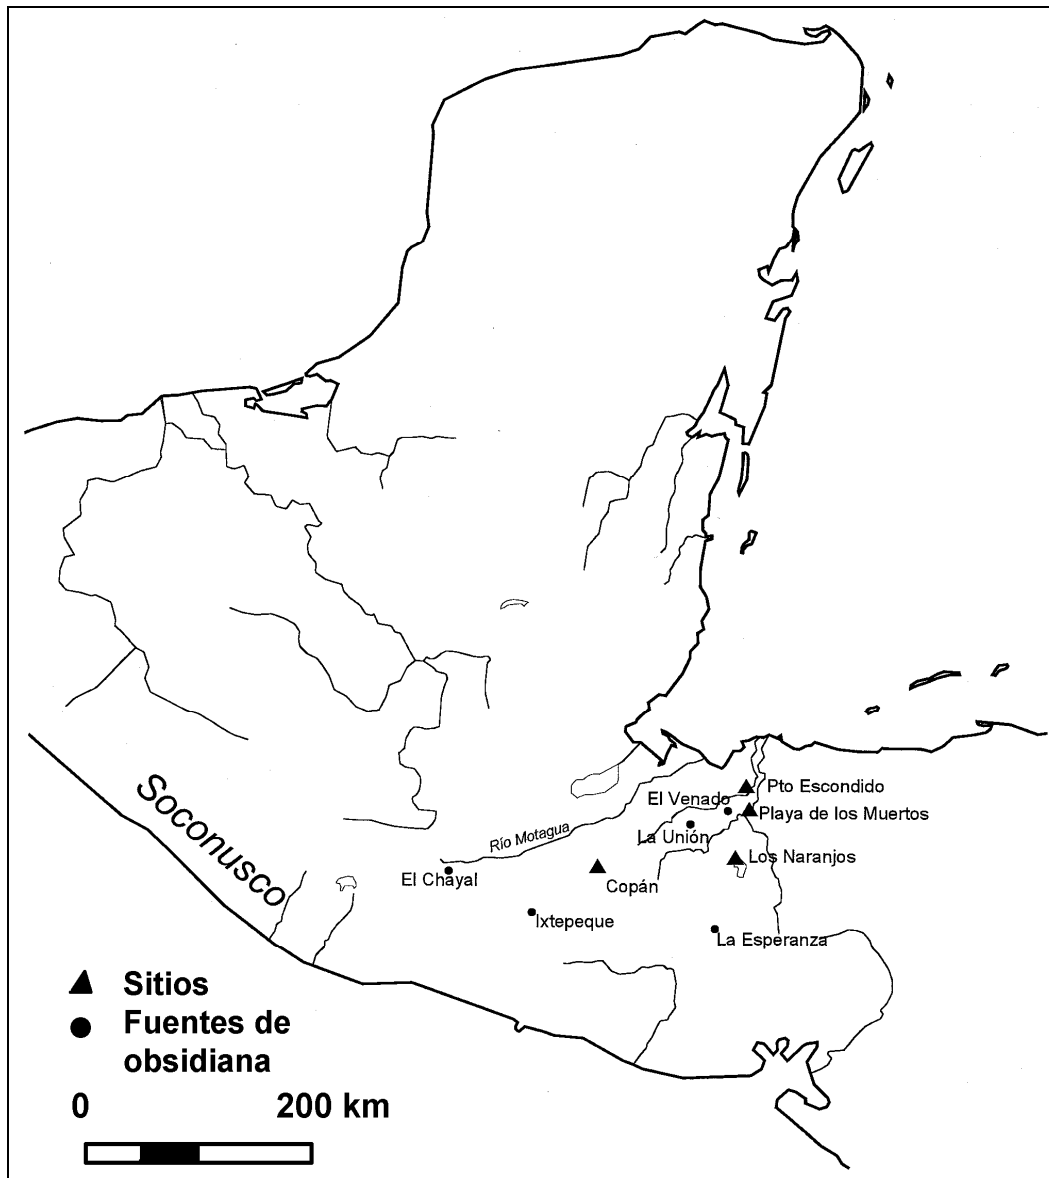 Pto Escondido
El Venado
Playa de los Muertos
La Unión
Río Motagua
Los Naranjos
El Chayal
Copán
Ixtepeque
La Esperanza
Soconusco
Sitios
Fuentes de
obsidiana
0 200 km